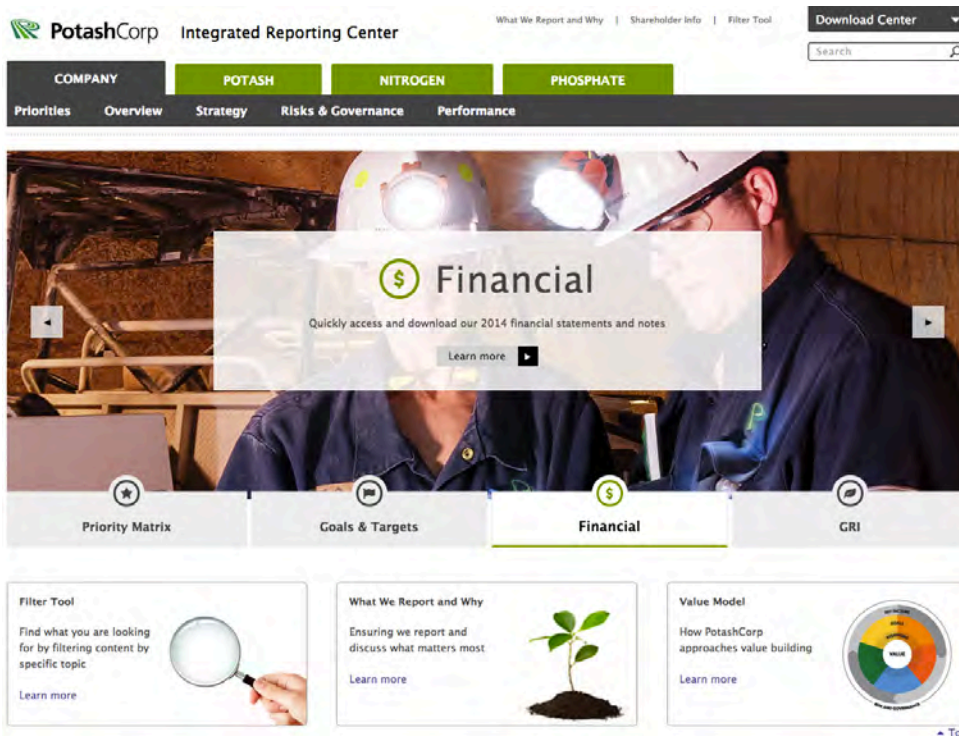 What We Report and Why | Shareholder Info | Filter Tool
Download Center
PotashCorp Integrated Reporting Center
Search
COMPANY POTASH NITROGEN PHOSPHATE
Priorities Overview Strategy Risks & Governance Performance
$ Financial
Quickly access and download our 2014 financial statements and notes
Learn more
$
Priority Matrix Goals & Targets Financial GRI
Filter Tool
Find what you are looking
for by filtering content by
specific topic
Learn more
What We Report and Why
Ensuring we report and
discuss what matters most
Learn more
Value Model
How PotashCorp
approaches value building
Learn more
VALUE